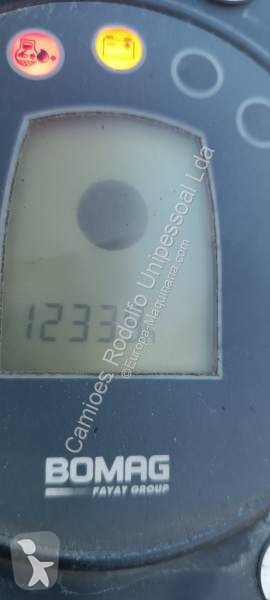 1233
Camioes Rodolfo Unipessoal Lda
©Europa-Maquinaria.com
BOMAG
FAYAT GROUP